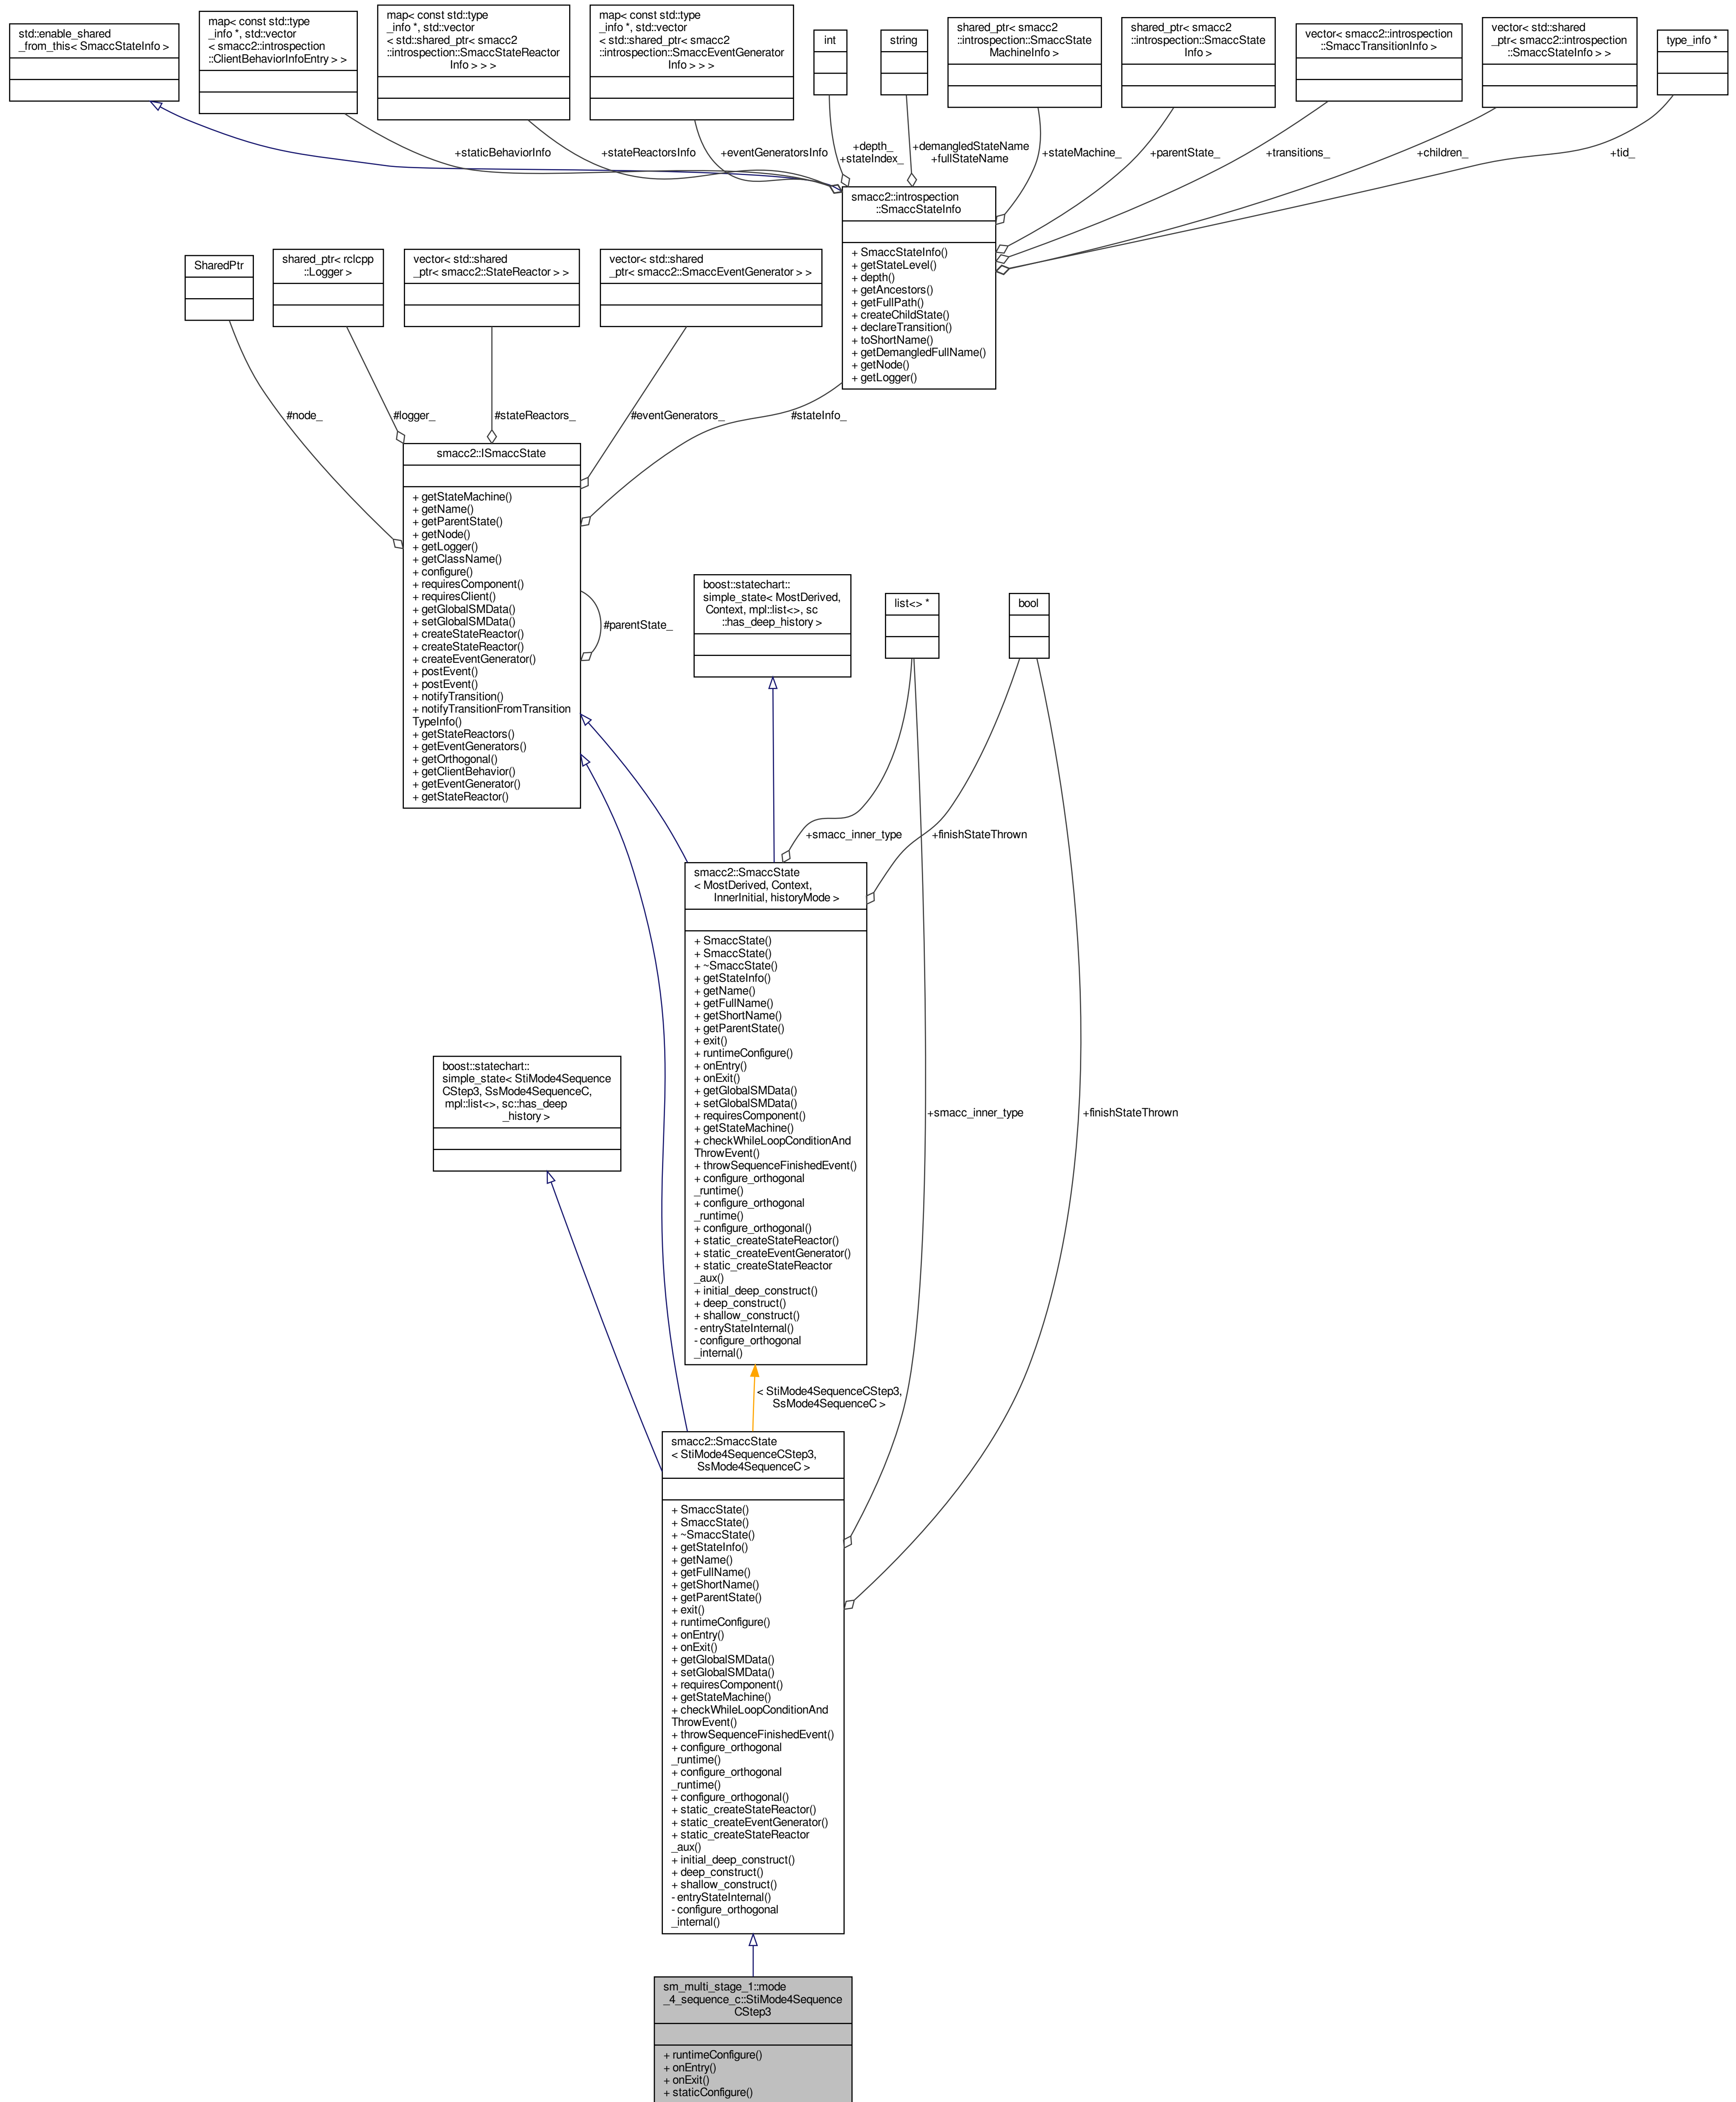 std::enable_shared
_from_this< SmaccStateInfo >
map< const std::type
_info *, std::vector
< smacc2::introspection
::ClientBehaviorInfoEntry > >
map< const std::type
_info *, std::vector
< std::shared_ptr< smacc2
::introspection::SmaccStateReactor
Info > > >
map< const std::type
_info *, std::vector
< std::shared_ptr< smacc2
::introspection::SmaccEventGenerator
Info > > >
int
string
shared_ptr< smacc2
::introspection::SmaccState
MachineInfo >
shared_ptr< smacc2
::introspection::SmaccState
Info >
vector< smacc2::introspection
::SmaccTransitionInfo >
vector< std::shared
_ptr< smacc2::introspection
::SmaccStateInfo > >
type_info *
+staticBehaviorInfo
+stateReactorsInfo
+eventGeneratorsInfo
+depth_
+stateIndex_
+demangledStateName
+fullStateName
+stateMachine_
+parentState_
+transitions_
+children_
+tid_
smacc2::introspection
::SmaccStateInfo
+ SmaccStateInfo()
+ getStateLevel()
+ depth()
+ getAncestors()
+ getFullPath()
+ createChildState()
+ declareTransition()
+ toShortName()
+ getDemangledFullName()
+ getNode()
+ getLogger()
SharedPtr
shared_ptr< rclcpp
::Logger >
vector< std::shared
_ptr< smacc2::StateReactor > >
vector< std::shared
_ptr< smacc2::SmaccEventGenerator > >
#node_
#logger_
#stateReactors_
#eventGenerators_
#stateInfo_
smacc2::ISmaccState
+ getStateMachine()
+ getName()
+ getParentState()
+ getNode()
+ getLogger()
+ getClassName()
+ configure()
+ requiresComponent()
+ requiresClient()
+ getGlobalSMData()
+ setGlobalSMData()
+ createStateReactor()
+ createStateReactor()
+ createEventGenerator()
+ postEvent()
+ postEvent()
+ notifyTransition()
+ notifyTransitionFromTransition
TypeInfo()
+ getStateReactors()
+ getEventGenerators()
+ getOrthogonal()
+ getClientBehavior()
+ getEventGenerator()
+ getStateReactor()
#parentState_
boost::statechart::
simple_state< MostDerived,
Context, mpl::list<>, sc
::has_deep_history >
list<> *
bool
+smacc_inner_type
+finishStateThrown
smacc2::SmaccState
< MostDerived, Context,
InnerInitial, historyMode >
+ SmaccState()
+ SmaccState()
+ ~SmaccState()
+ getStateInfo()
+ getName()
+ getFullName()
+ getShortName()
+ getParentState()
+ exit()
+ runtimeConfigure()
+ onEntry()
+ onExit()
+ getGlobalSMData()
+ setGlobalSMData()
+ requiresComponent()
+ getStateMachine()
+ checkWhileLoopConditionAnd
ThrowEvent()
+ throwSequenceFinishedEvent()
+ configure_orthogonal
_runtime()
+ configure_orthogonal
_runtime()
+ configure_orthogonal()
+ static_createStateReactor()
+ static_createEventGenerator()
+ static_createStateReactor
_aux()
+ initial_deep_construct()
+ deep_construct()
+ shallow_construct()
- entryStateInternal()
- configure_orthogonal
_internal()
boost::statechart::
simple_state< StiMode4Sequence
CStep3, SsMode4SequenceC,
mpl::list<>, sc::has_deep
_history >
+smacc_inner_type
+finishStateThrown
< StiMode4SequenceCStep3,
SsMode4SequenceC >
smacc2::SmaccState
< StiMode4SequenceCStep3,
SsMode4SequenceC >
+ SmaccState()
+ SmaccState()
+ ~SmaccState()
+ getStateInfo()
+ getName()
+ getFullName()
+ getShortName()
+ getParentState()
+ exit()
+ runtimeConfigure()
+ onEntry()
+ onExit()
+ getGlobalSMData()
+ setGlobalSMData()
+ requiresComponent()
+ getStateMachine()
+ checkWhileLoopConditionAnd
ThrowEvent()
+ throwSequenceFinishedEvent()
+ configure_orthogonal
_runtime()
+ configure_orthogonal
_runtime()
+ configure_orthogonal()
+ static_createStateReactor()
+ static_createEventGenerator()
+ static_createStateReactor
_aux()
+ initial_deep_construct()
+ deep_construct()
+ shallow_construct()
- entryStateInternal()
- configure_orthogonal
_internal()
sm_multi_stage_1::mode
_4_sequence_c::StiMode4Sequence
CStep3
+ runtimeConfigure()
+ onEntry()
+ onExit()
+ staticConfigure()